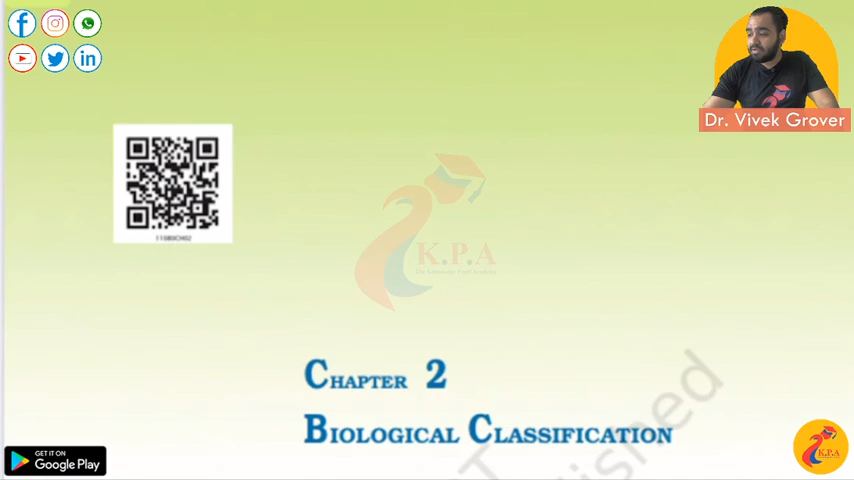 Dr. Vivek Grover
11080CH02
K.P.A
CHAPTER 2
BIOLOGICAL CLASSIFICATION
GET IT ON
Google Play
K.P.A